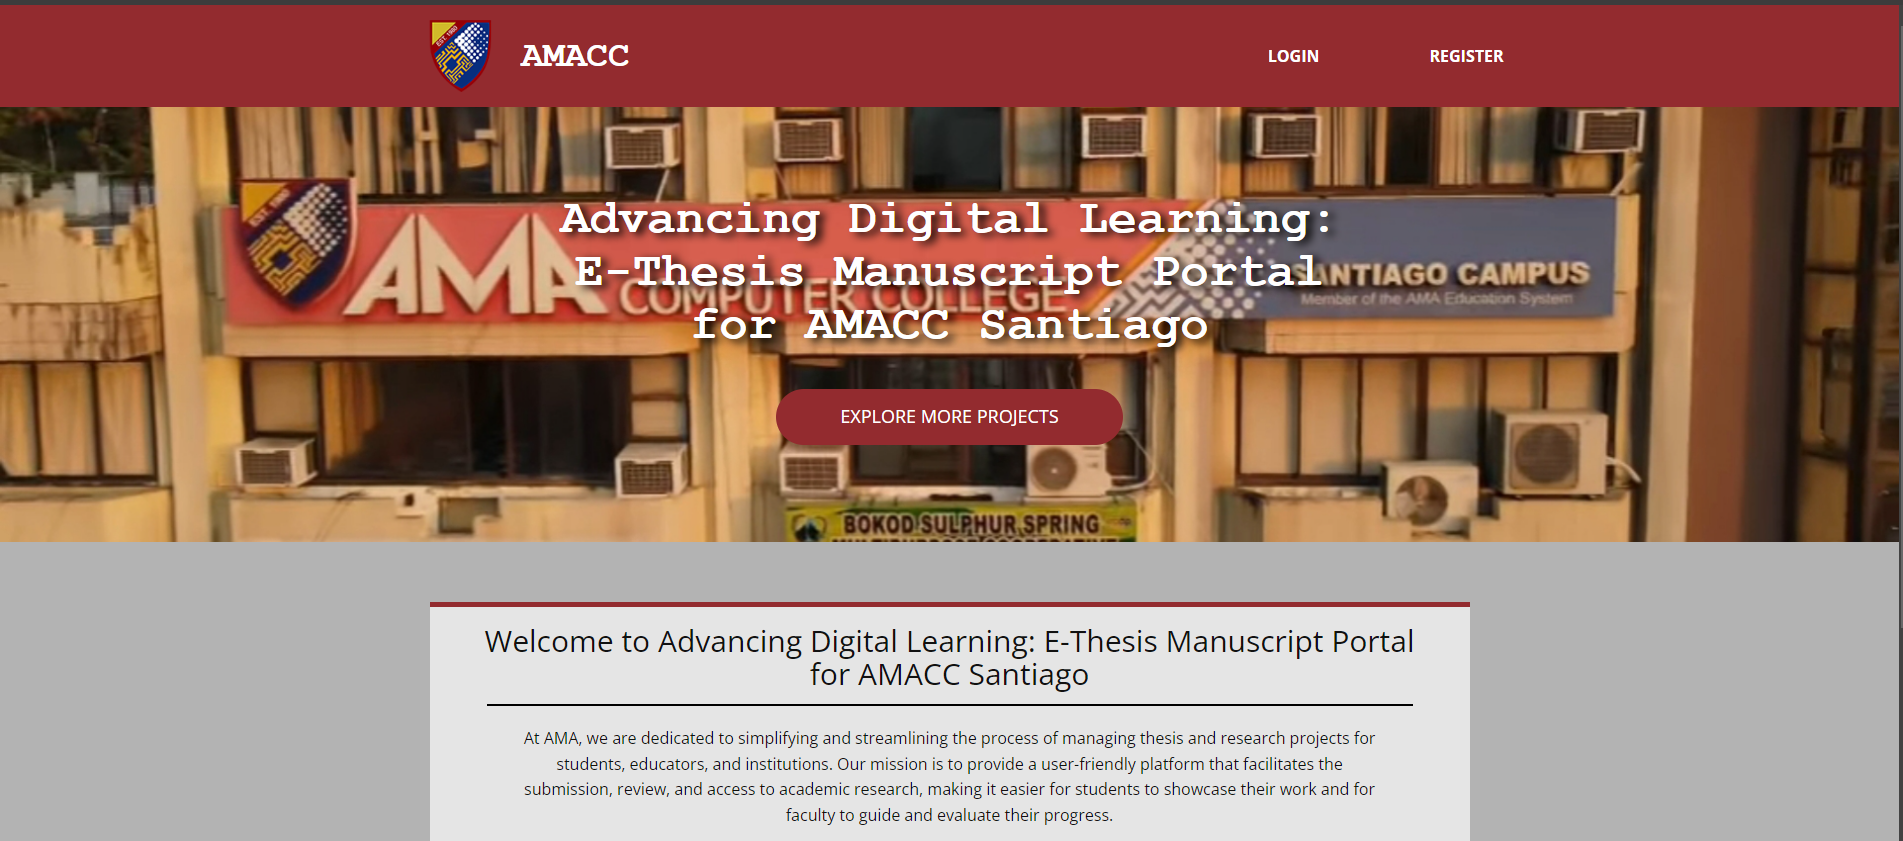 EST. 1980
AMACC
LOGIN
REGISTER
EST. 1980
AMA
COMPUTER COLLEGE
SANTIAGO CAMPUS
Member of the AMA Education System
Advancing Digital Learning:
E-Thesis Manuscript Portal
for AMACC Santiago
EXPLORE MORE PROJECTS
BOKOD SULPHUR SPRING
Welcome to Advancing Digital Learning: E-Thesis Manuscript Portal
for AMACC Santiago
At AMA, we are dedicated to simplifying and streamlining the process of managing thesis and research projects for
students, educators, and institutions. Our mission is to provide a user-friendly platform that facilitates the
submission, review, and access to academic research, making it easier for students to showcase their work and for
faculty to guide and evaluate their progress.